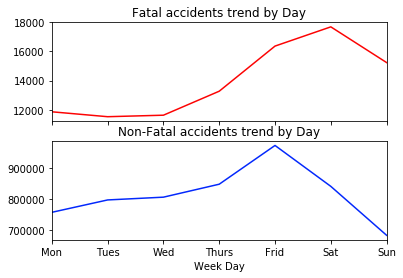 Fatal accidents trend by Day
18000
16000
14000
12000
Non-Fatal accidents trend by Day
900000
800000
700000
Mon Tues Wed Thurs Frid Sat Sun
Week Day